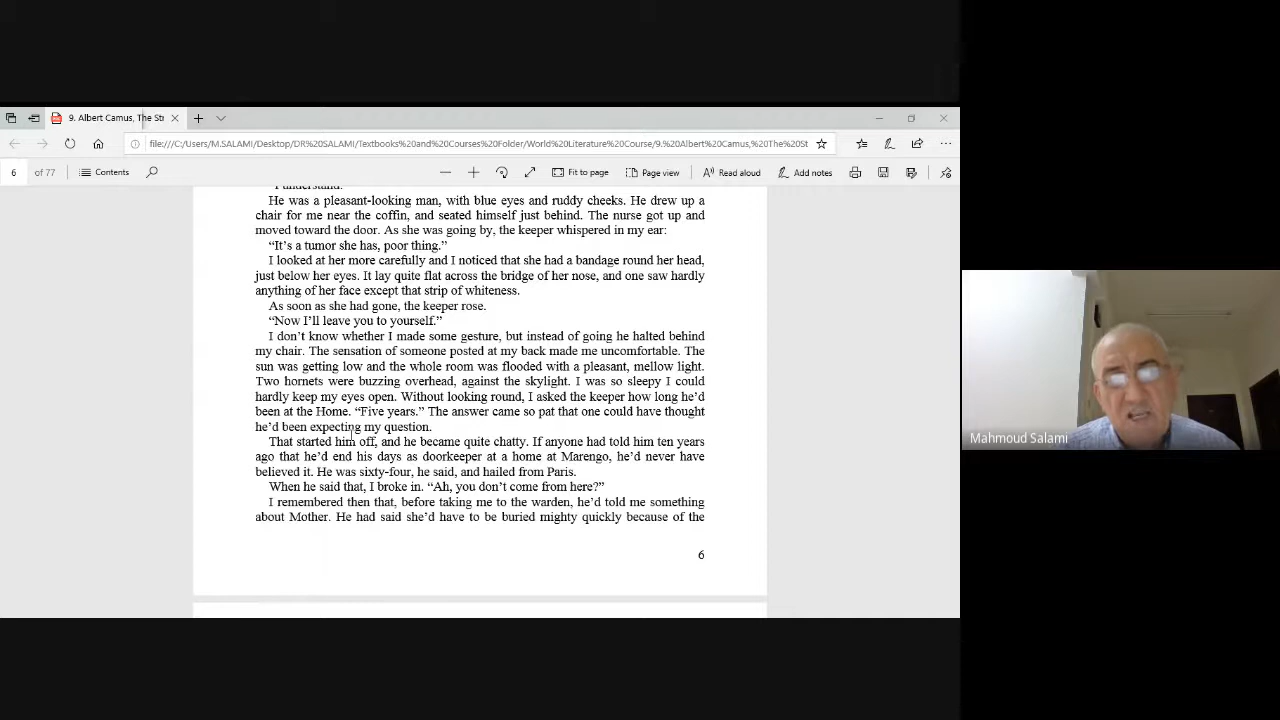 9. Albert Camus, The Str
file:///C:/Users/M.SALAMI/Desktop/DR%20SALAMI/Textbooks%20and%20Courses%20Folder/World%20Literature%20Course/9.%20Albert%20Camus,%20The%20St
6 of 77 Contents Fit to page Page view Read aloud Add notes
"I understand."
He was a pleasant-looking man, with blue eyes and ruddy cheeks. He drew up a
chair for me near the coffin, and seated himself just behind. The nurse got up and
moved toward the door. As she was going by, the keeper whispered in my ear:
“It’s a tumor she has, poor thing.”
I looked at her more carefully and I noticed that she had a bandage round her head,
just below her eyes. It lay quite flat across the bridge of her nose, and one saw hardly
anything of her face except that strip of whiteness.
As soon as she had gone, the keeper rose.
“Now I’ll leave you to yourself.”
I don’t know whether I made some gesture, but instead of going he halted behind
my chair. The sensation of someone posted at my back made me uncomfortable. The
sun was getting low and the whole room was flooded with a pleasant, mellow light.
Two hornets were buzzing overhead, against the skylight. I was so sleepy I could
hardly keep my eyes open. Without looking round, I asked the keeper how long he’d
been at the Home. “Five years.” The answer came so pat that one could have thought
he’d been expecting my question.
That started him off, and he became quite chatty. If anyone had told him ten years
ago that he’d end his days as doorkeeper at a home at Marengo, he’d never have
believed it. He was sixty-four, he said, and hailed from Paris.
When he said that, I broke in. “Ah, you don’t come from here?”
I remembered then that, before taking me to the warden, he’d told me something
about Mother. He had said she’d have to be buried mighty quickly because of the
6
Mahmoud Salami